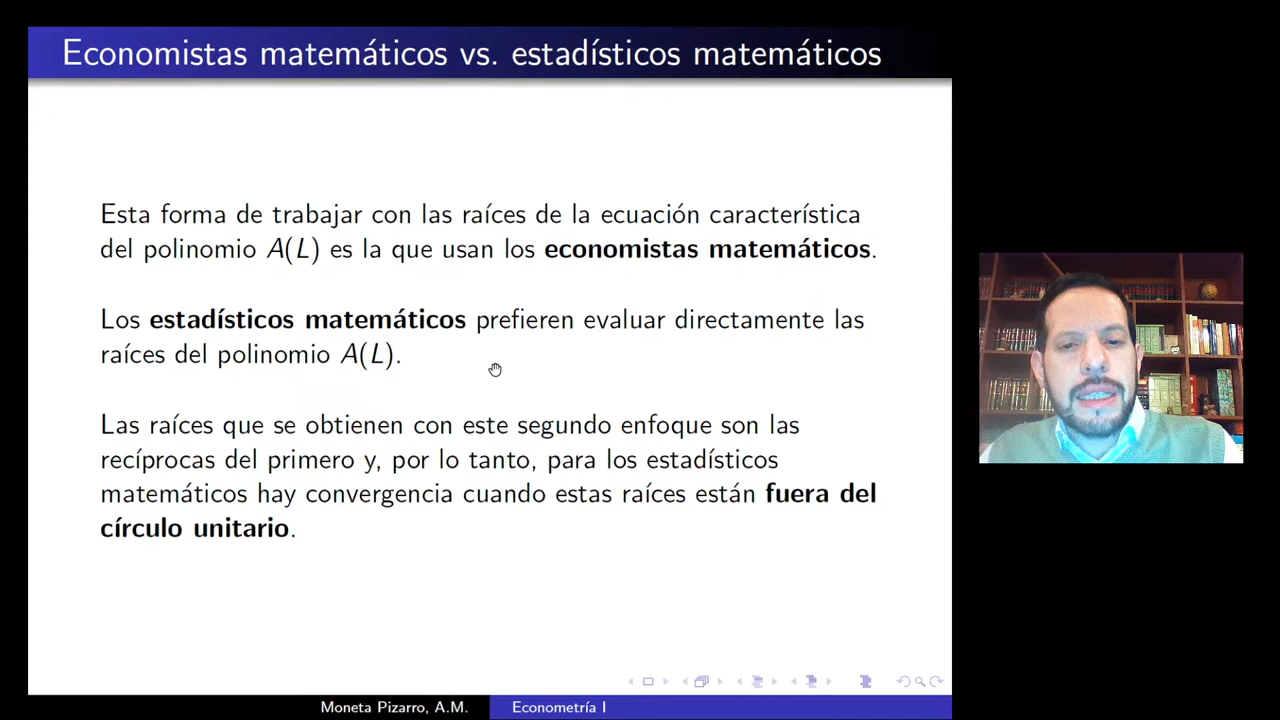 Economistas matemáticos vs. estadísticos matemáticos
Esta forma de trabajar con las raíces de la ecuación característica
del polinomio A(L) es la que usan los economistas matemáticos.
Los estadísticos matemáticos prefieren evaluar directamente las
raíces del polinomio A(L).
Las raíces que se obtienen con este segundo enfoque son las
recíprocas del primero y, por lo tanto, para los estadísticos
matemáticos hay convergencia cuando estas raíces están fuera del
círculo unitario.
Moneta Pizarro, A.M.
Econometría I